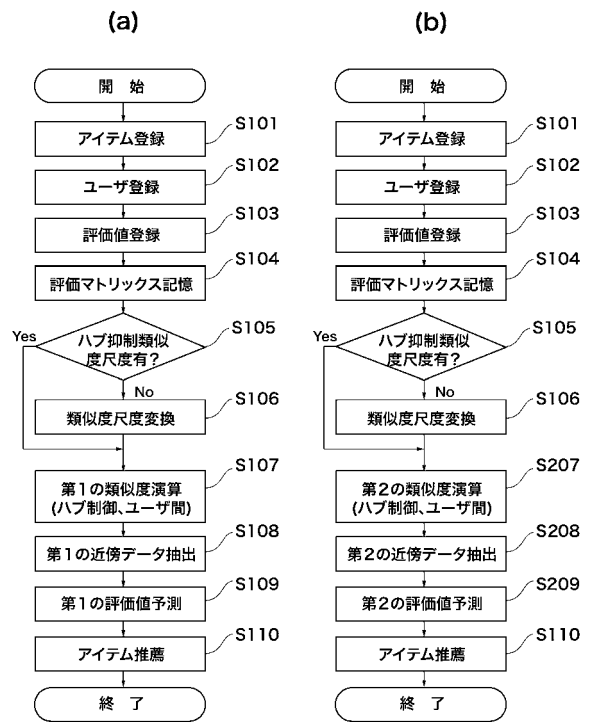 (a)
開 始
アイテム登録
S101
ユーザ登録
S102
評価値登録
S103
評価マトリックス記憶
S104
ハブ抑制類似
度尺度有?
S105
Yes
No
類似度尺度変換
S106
第1の類似度演算
(ハブ制御、ユーザ間)
S107
第1の近傍データ抽出
S108
第1の評価値予測
S109
アイテム推薦
S110
終 了
(b)
開 始
アイテム登録
S101
ユーザ登録
S102
評価値登録
S103
評価マトリックス記憶
S104
ハブ抑制類似
度尺度有?
S105
Yes
No
類似度尺度変換
S106
第2の類似度演算
(ハブ制御、ユーザ間)
S207
第2の近傍データ抽出
S208
第2の評価値予測
S209
アイテム推薦
S110
終 了